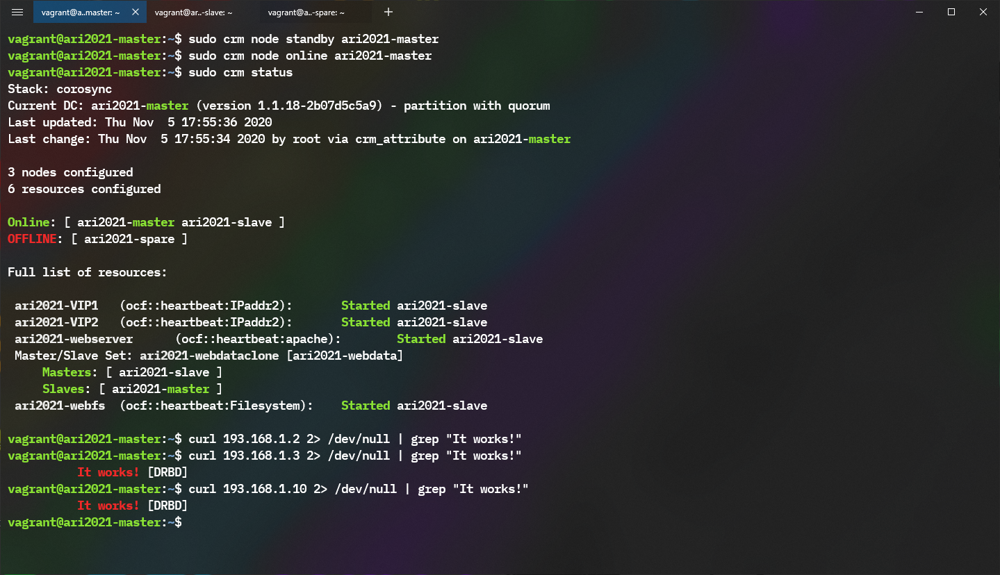 vagrant@a..master: ~ vagrant@ar..-slave: ~ vagrant@a..-spare: ~
vagrant@ari2021-master:~$ sudo crm node standby ari2021-master
vagrant@ari2021-master:~$ sudo crm node online ari2021-master
vagrant@ari2021-master:~$ sudo crm status
Stack: corosync
Current DC: ari2021-master (version 1.1.18-2b07d5c5a9) - partition with quorum
Last updated: Thu Nov  5 17:55:36 2020
Last change: Thu Nov  5 17:55:34 2020 by root via crm_attribute on ari2021-master
3 nodes configured
6 resources configured
Online: [ ari2021-master ari2021-slave ]
OFFLINE: [ ari2021-spare ]
Full list of resources:
 ari2021-VIP1   (ocf::heartbeat:IPaddr2):       Started ari2021-slave
 ari2021-VIP2   (ocf::heartbeat:IPaddr2):       Started ari2021-slave
 ari2021-webserver      (ocf::heartbeat:apache):        Started ari2021-slave
 Master/Slave Set: ari2021-webdataclone [ari2021-webdata]
     Masters: [ ari2021-slave ]
     Slaves: [ ari2021-master ]
 ari2021-webfs  (ocf::heartbeat:Filesystem):    Started ari2021-slave
vagrant@ari2021-master:~$ curl 193.168.1.2 2> /dev/null | grep "It works!"
vagrant@ari2021-master:~$ curl 193.168.1.3 2> /dev/null | grep "It works!"
          It works! [DRBD]
vagrant@ari2021-master:~$ curl 193.168.1.10 2> /dev/null | grep "It works!"
          It works! [DRBD]
vagrant@ari2021-master:~$